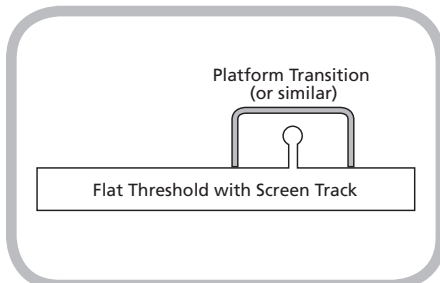 Platform Transition
(or similar)
Flat Threshold with Screen Track